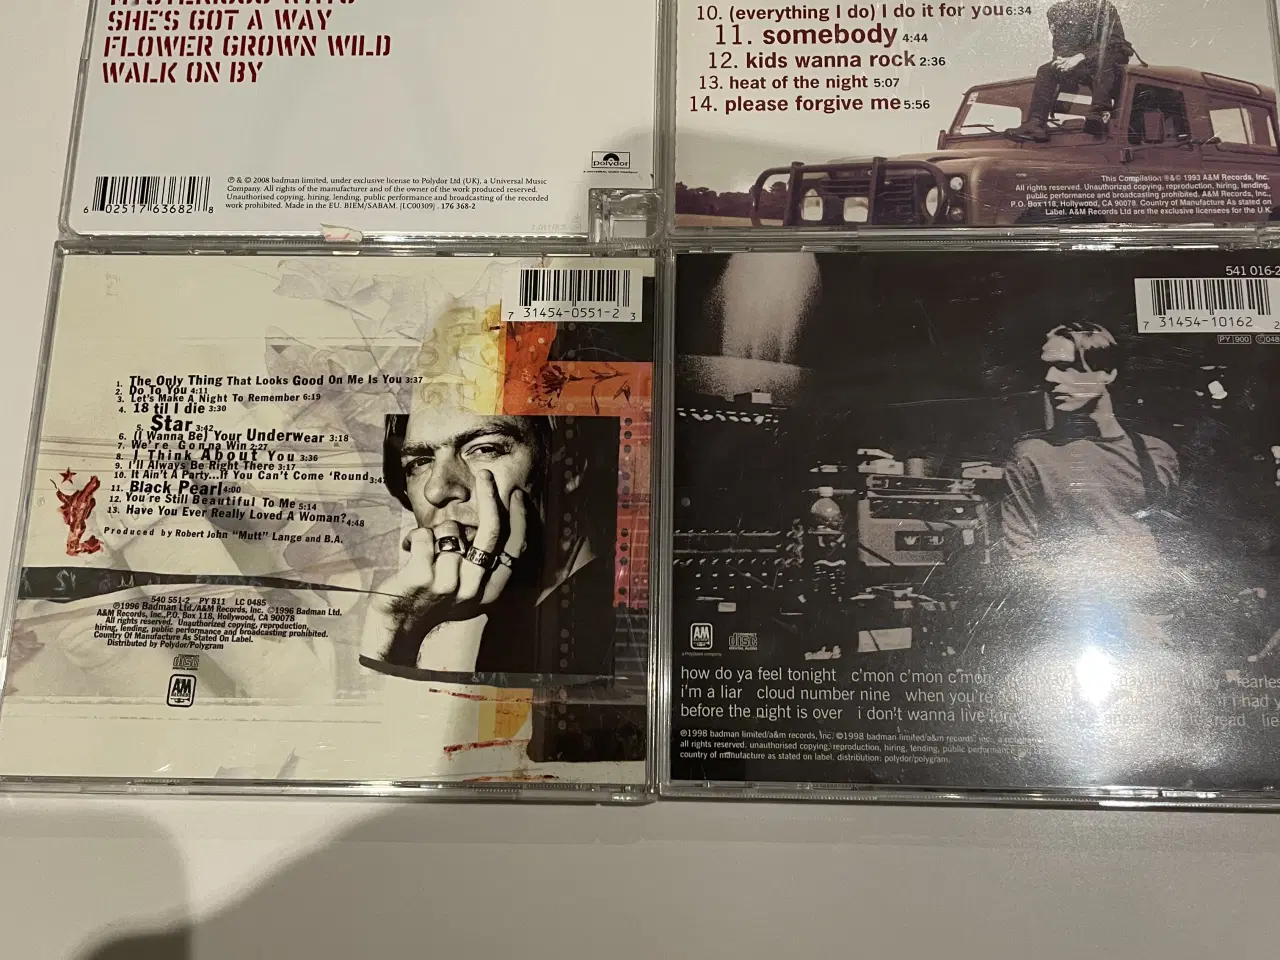 SHE'S GOT A WAY
FLOWER GROWN WILD
WALK ON BY
Polydor
6 02517 63682 8
℗ & © 2008 badman limited, under exclusive license to Polydor Ltd (UK), a Universal Music
Company. All rights of the manufacturer and of the owner of the work produced reserved.
Unauthorised copying, hiring, lending, public performance and broadcasting of the recorded
work prohibited. Made in the EU. BIEM/SABAM. [LC00309]. 176 368-2
10. (everything I do) I do it for you 6:34
11. somebody 4:44
12. kids wanna rock 2:36
13. heat of the night 5:07
14. please forgive me 5:56
This Compilation ℗&© 1993 A&M Records, Inc.
All rights reserved. Unauthorized copying, reproduction, hiring, lending,
public performance and broadcasting prohibited. A&M Records, Inc.,
P.O. Box 118, Hollywood, CA 90078. Country of Manufacture As stated on
Label. A&M Records Ltd are the exclusive licensees for the U.K.
7 31454-0551-2 3
1. The Only Thing That Looks Good On Me Is You 3:37
2. Do To You 4:11
3. Let's Make A Night To Remember 6:19
4. 18 til I die 3:30
5. Star 3:42
6. (I Wanna Be) Your Underwear 3:18
7. We're Gonna Win 2:27
8. I Think About You 3:36
9. I'll Always Be Right There 3:17
10. It Ain't A Party...If You Can't Come 'Round
11. Black Pearl 4:00
12. You're Still Beautiful To Me 5:14
13. Have You Ever Really Loved A Woman? 4:48
Produced by Robert John "Mutt" Lange and B.A.
540 551-2 PY 811 LC 0485
℗1996 Badman Ltd./A&M Records, Inc. ©1996 Badman Ltd.
A&M Records, Inc., P.O. Box 118, Hollywood, CA 90078
All rights reserved. Unauthorized copying, reproduction,
hiring, lending, public performance and broadcasting prohibited.
Country Of Manufacture As Stated On Label.
Distributed by Polydor/Polygram
disc
DIGITAL AUDIO
A&M
541 016-2
7 31454-10162 2
PY 900
A&M
a PolyGram company
disc
DIGITAL AUDIO
how do ya feel tonight c'mon c'mon c'mon fearless
i'm a liar cloud number nine when you're i had
before the night is over i don't wanna live
℗1998 badman limited/a&m records, inc. ©1998 badman limited/a&m records, inc.
all rights reserved. unauthorised copying, reproduction, hiring, lending, public performance
country of manufacture as stated on label. distribution: polydor/polygram.